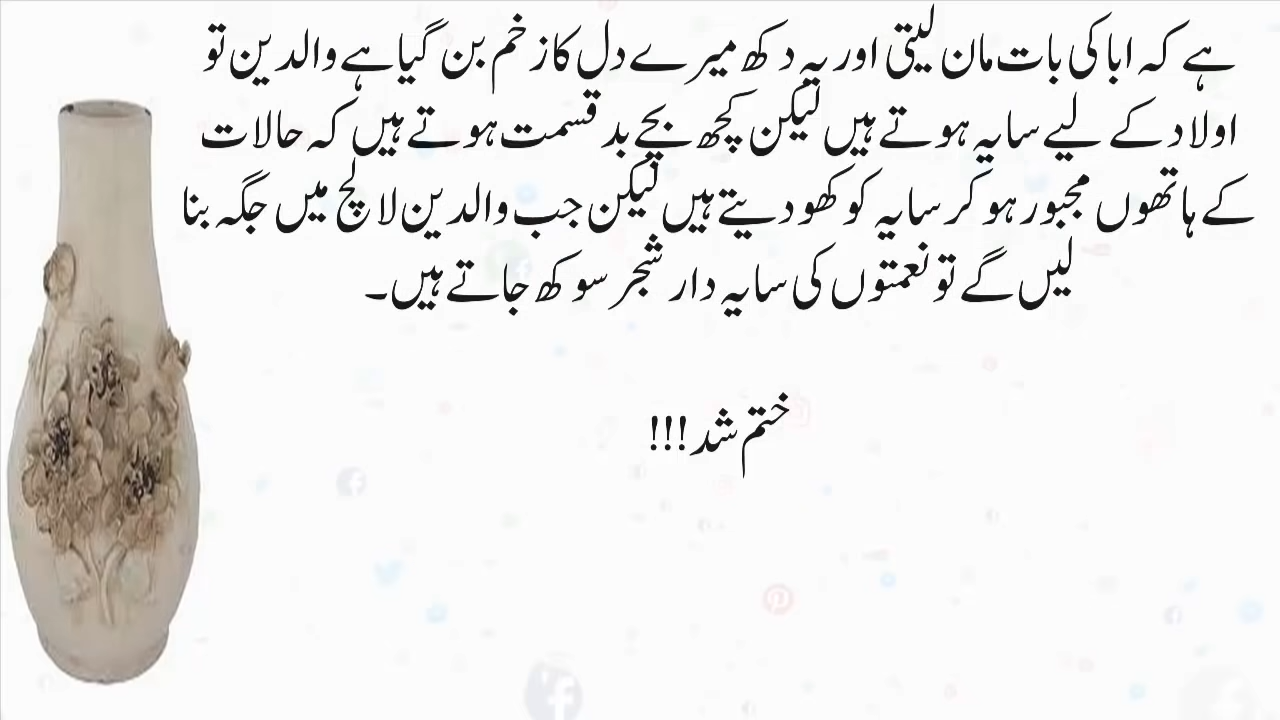 ہے کہ ابا کی بات مان لیتی اور یہ دکھ میرے دل کا زخم بن گیا ہے والدین تو
اولاد کے لیے سایہ ہوتے ہیں لیکن کچھ بچے بد قسمت ہوتے ہیں کہ حالات
کے ہاتھوں مجبور ہو کر سایہ کو کھو دیتے ہیں لیکن جب والدین لالچ میں جگہ بنا
لیں گے تو نعمتوں کی سایہ دار شجر سوکھ جاتے ہیں۔
ختم شد !!!